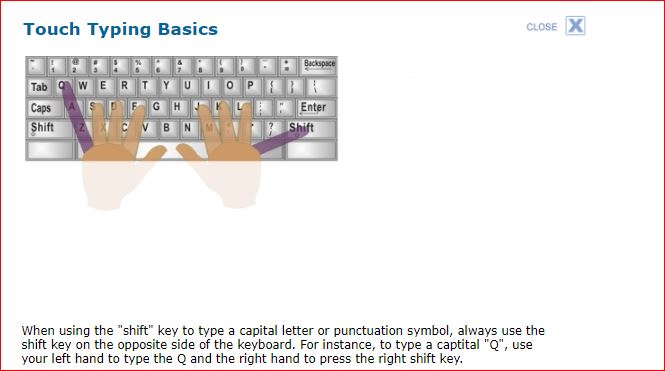 Touch Typing Basics
CLOSE X
~ ! @ # $ % ^ & * ( ) - + Backspace
` 1 2 3 4 5 6 7 8 9 0 - =
Tab Q W E R T Y U I O P { } \
Caps A S D F G H J K L : " Enter
Shift Z X C V B N M ? Shift
/
When using the "shift" key to type a capital letter or punctuation symbol, always use the
shift key on the opposite side of the keyboard. For instance, to type a captital "Q", use
your left hand to type the Q and the right hand to press the right shift key.